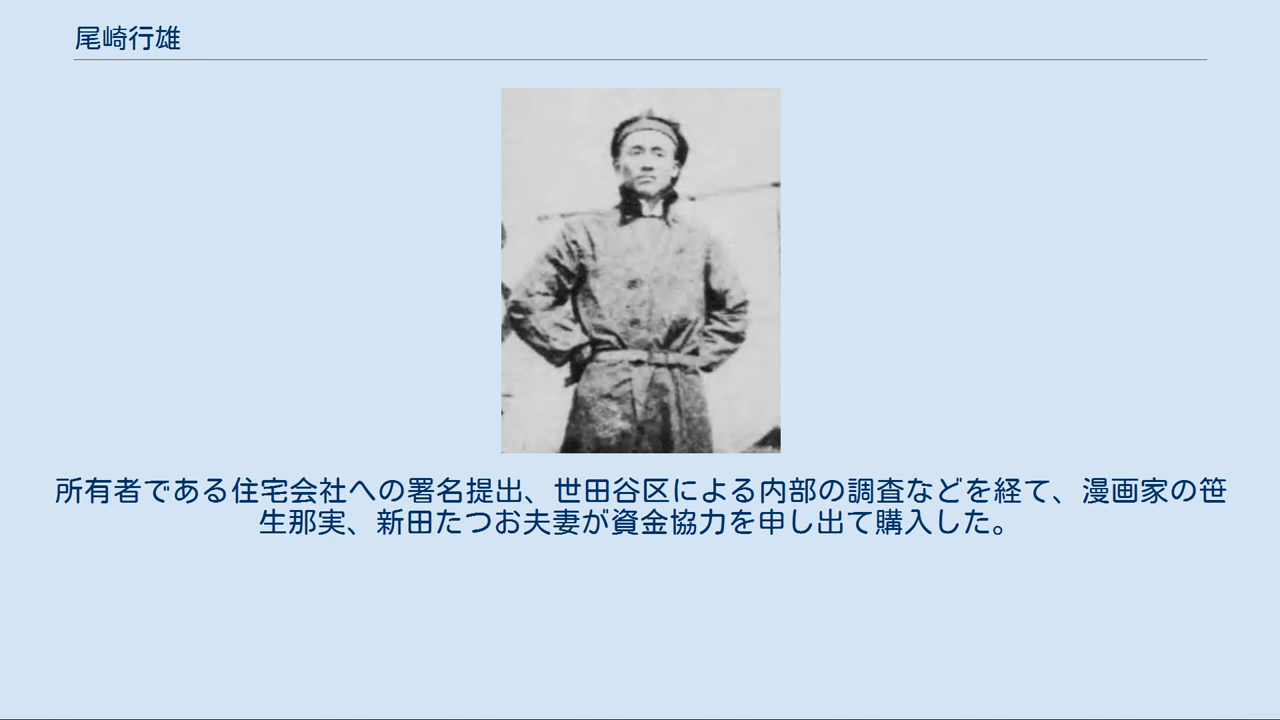 尾崎行雄
所有者である住宅会社への署名提出、世田谷区による内部の調査などを経て、漫画家の笹
生那実、新田たつお夫妻が資金協力を申し出て購入した。